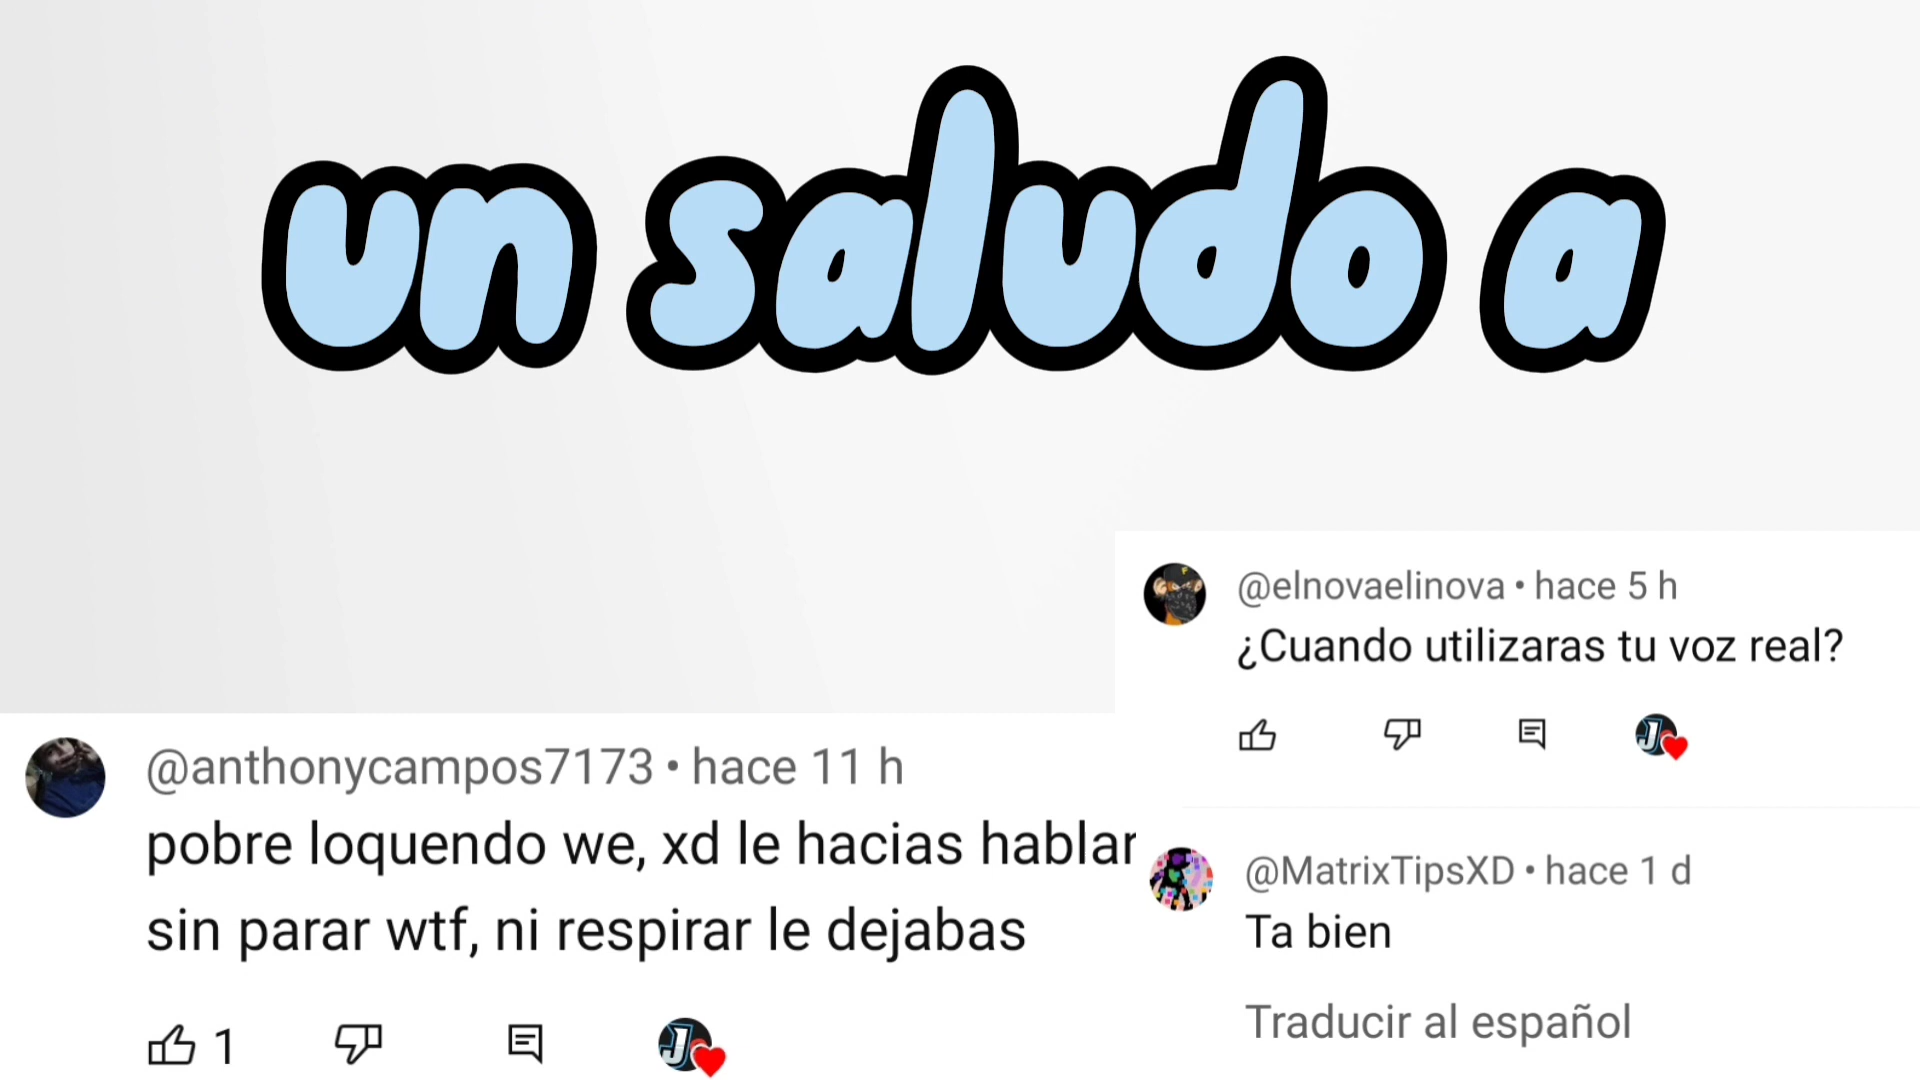 un saludo a
@elnovaelinova • hace 5 h
¿Cuando utilizaras tu voz real?
@anthonycampos7173 • hace 11 h
pobre loquendo we, xd le hacias hablar
sin parar wtf, ni respirar le dejabas
1
@MatrixTipsXD • hace 1 d
Ta bien
Traducir al español